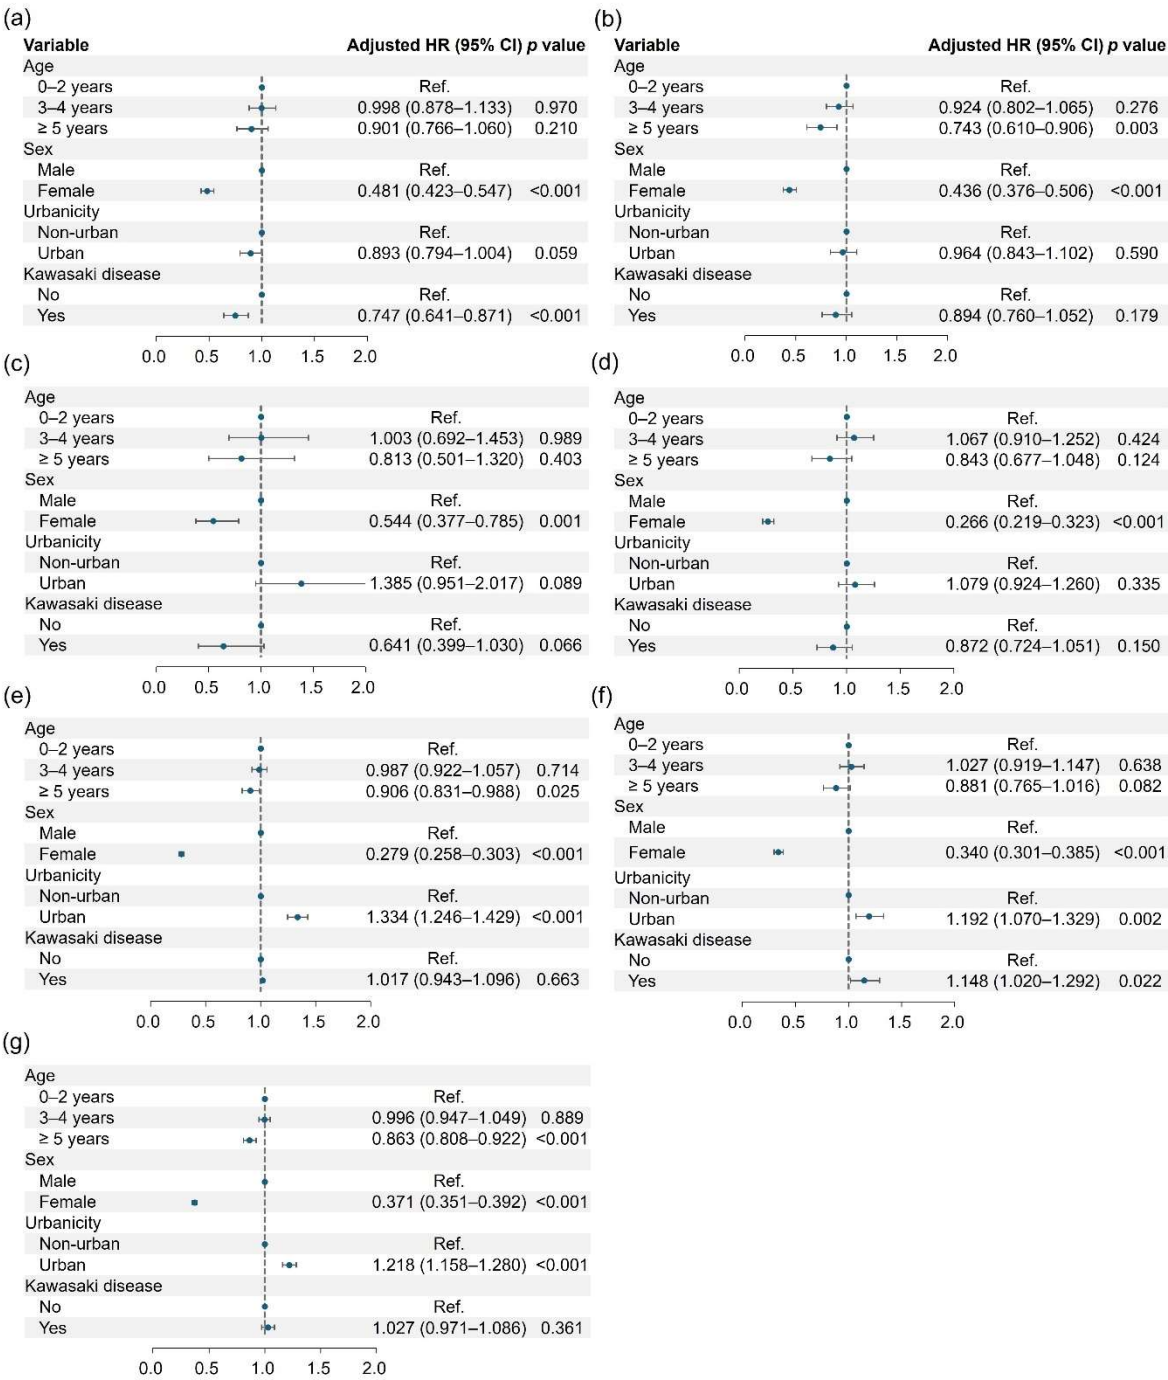 (a)
Variable Adjusted HR (95% CI) p value
Age
0–2 years Ref.
3–4 years 0.998 (0.878–1.133) 0.970
≥ 5 years 0.901 (0.766–1.060) 0.210
Sex
Male Ref.
Female 0.481 (0.423–0.547) <0.001
Urbanicity
Non-urban Ref.
Urban 0.893 (0.794–1.004) 0.059
Kawasaki disease
No Ref.
Yes 0.747 (0.641–0.871) <0.001
0.0 0.5 1.0 1.5 2.0
(b)
Variable Adjusted HR (95% CI) p value
Age
0–2 years Ref.
3–4 years 0.924 (0.802–1.065) 0.276
≥ 5 years 0.743 (0.610–0.906) 0.003
Sex
Male Ref.
Female 0.436 (0.376–0.506) <0.001
Urbanicity
Non-urban Ref.
Urban 0.964 (0.843–1.102) 0.590
Kawasaki disease
No Ref.
Yes 0.894 (0.760–1.052) 0.179
0.0 0.5 1.0 1.5 2.0
(c)
Age
0–2 years Ref.
3–4 years 1.003 (0.692–1.453) 0.989
≥ 5 years 0.813 (0.501–1.320) 0.403
Sex
Male Ref.
Female 0.544 (0.377–0.785) 0.001
Urbanicity
Non-urban Ref.
Urban 1.385 (0.951–2.017) 0.089
Kawasaki disease
No Ref.
Yes 0.641 (0.399–1.030) 0.066
0.0 0.5 1.0 1.5 2.0
(d)
Age
0–2 years Ref.
3–4 years 1.067 (0.910–1.252) 0.424
≥ 5 years 0.843 (0.677–1.048) 0.124
Sex
Male Ref.
Female 0.266 (0.219–0.323) <0.001
Urbanicity
Non-urban Ref.
Urban 1.079 (0.924–1.260) 0.335
Kawasaki disease
No Ref.
Yes 0.872 (0.724–1.051) 0.150
0.0 0.5 1.0 1.5 2.0
(e)
Age
0–2 years Ref.
3–4 years 0.987 (0.922–1.057) 0.714
≥ 5 years 0.906 (0.831–0.988) 0.025
Sex
Male Ref.
Female 0.279 (0.258–0.303) <0.001
Urbanicity
Non-urban Ref.
Urban 1.334 (1.246–1.429) <0.001
Kawasaki disease
No Ref.
Yes 1.017 (0.943–1.096) 0.663
0.0 0.5 1.0 1.5 2.0
(f)
Age
0–2 years Ref.
3–4 years 1.027 (0.919–1.147) 0.638
≥ 5 years 0.881 (0.765–1.016) 0.082
Sex
Male Ref.
Female 0.340 (0.301–0.385) <0.001
Urbanicity
Non-urban Ref.
Urban 1.192 (1.070–1.329) 0.002
Kawasaki disease
No Ref.
Yes 1.148 (1.020–1.292) 0.022
0.0 0.5 1.0 1.5 2.0
(g)
Age
0–2 years Ref.
3–4 years 0.996 (0.947–1.049) 0.889
≥ 5 years 0.863 (0.808–0.922) <0.001
Sex
Male Ref.
Female 0.371 (0.351–0.392) <0.001
Urbanicity
Non-urban Ref.
Urban 1.218 (1.158–1.280) <0.001
Kawasaki disease
No Ref.
Yes 1.027 (0.971–1.086) 0.361
0.0 0.5 1.0 1.5 2.0